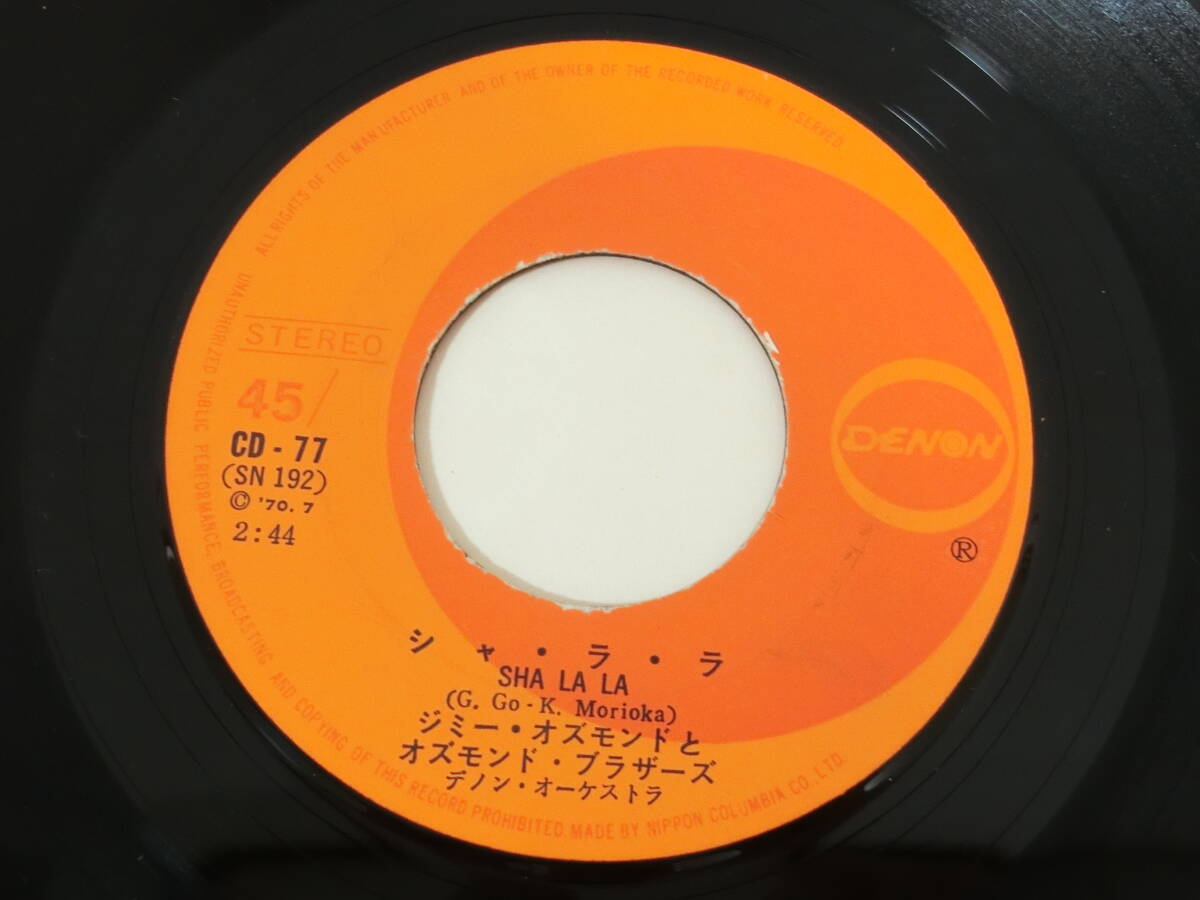 ALL RIGHTS OF THE MANUFACTURER AND OF THE OWNER OF THE RECORDED WORK RESERVED.
UNAUTHORIZED PUBLIC PERFORMANCE, BROADCASTING AND COPYING OF THIS RECORD PROHIBITED. MADE BY NIPPON COLUMBIA CO. LTD.
STEREO
45/
CD - 77
(SN 192)
© '70. 7
2:44
DENON
®
シャ・ラ・ラ
SHA LA LA
(G. Go - K. Morioka)
ジミー・オズモンドと
オズモンド・ブラザーズ
デノン・オーケストラ